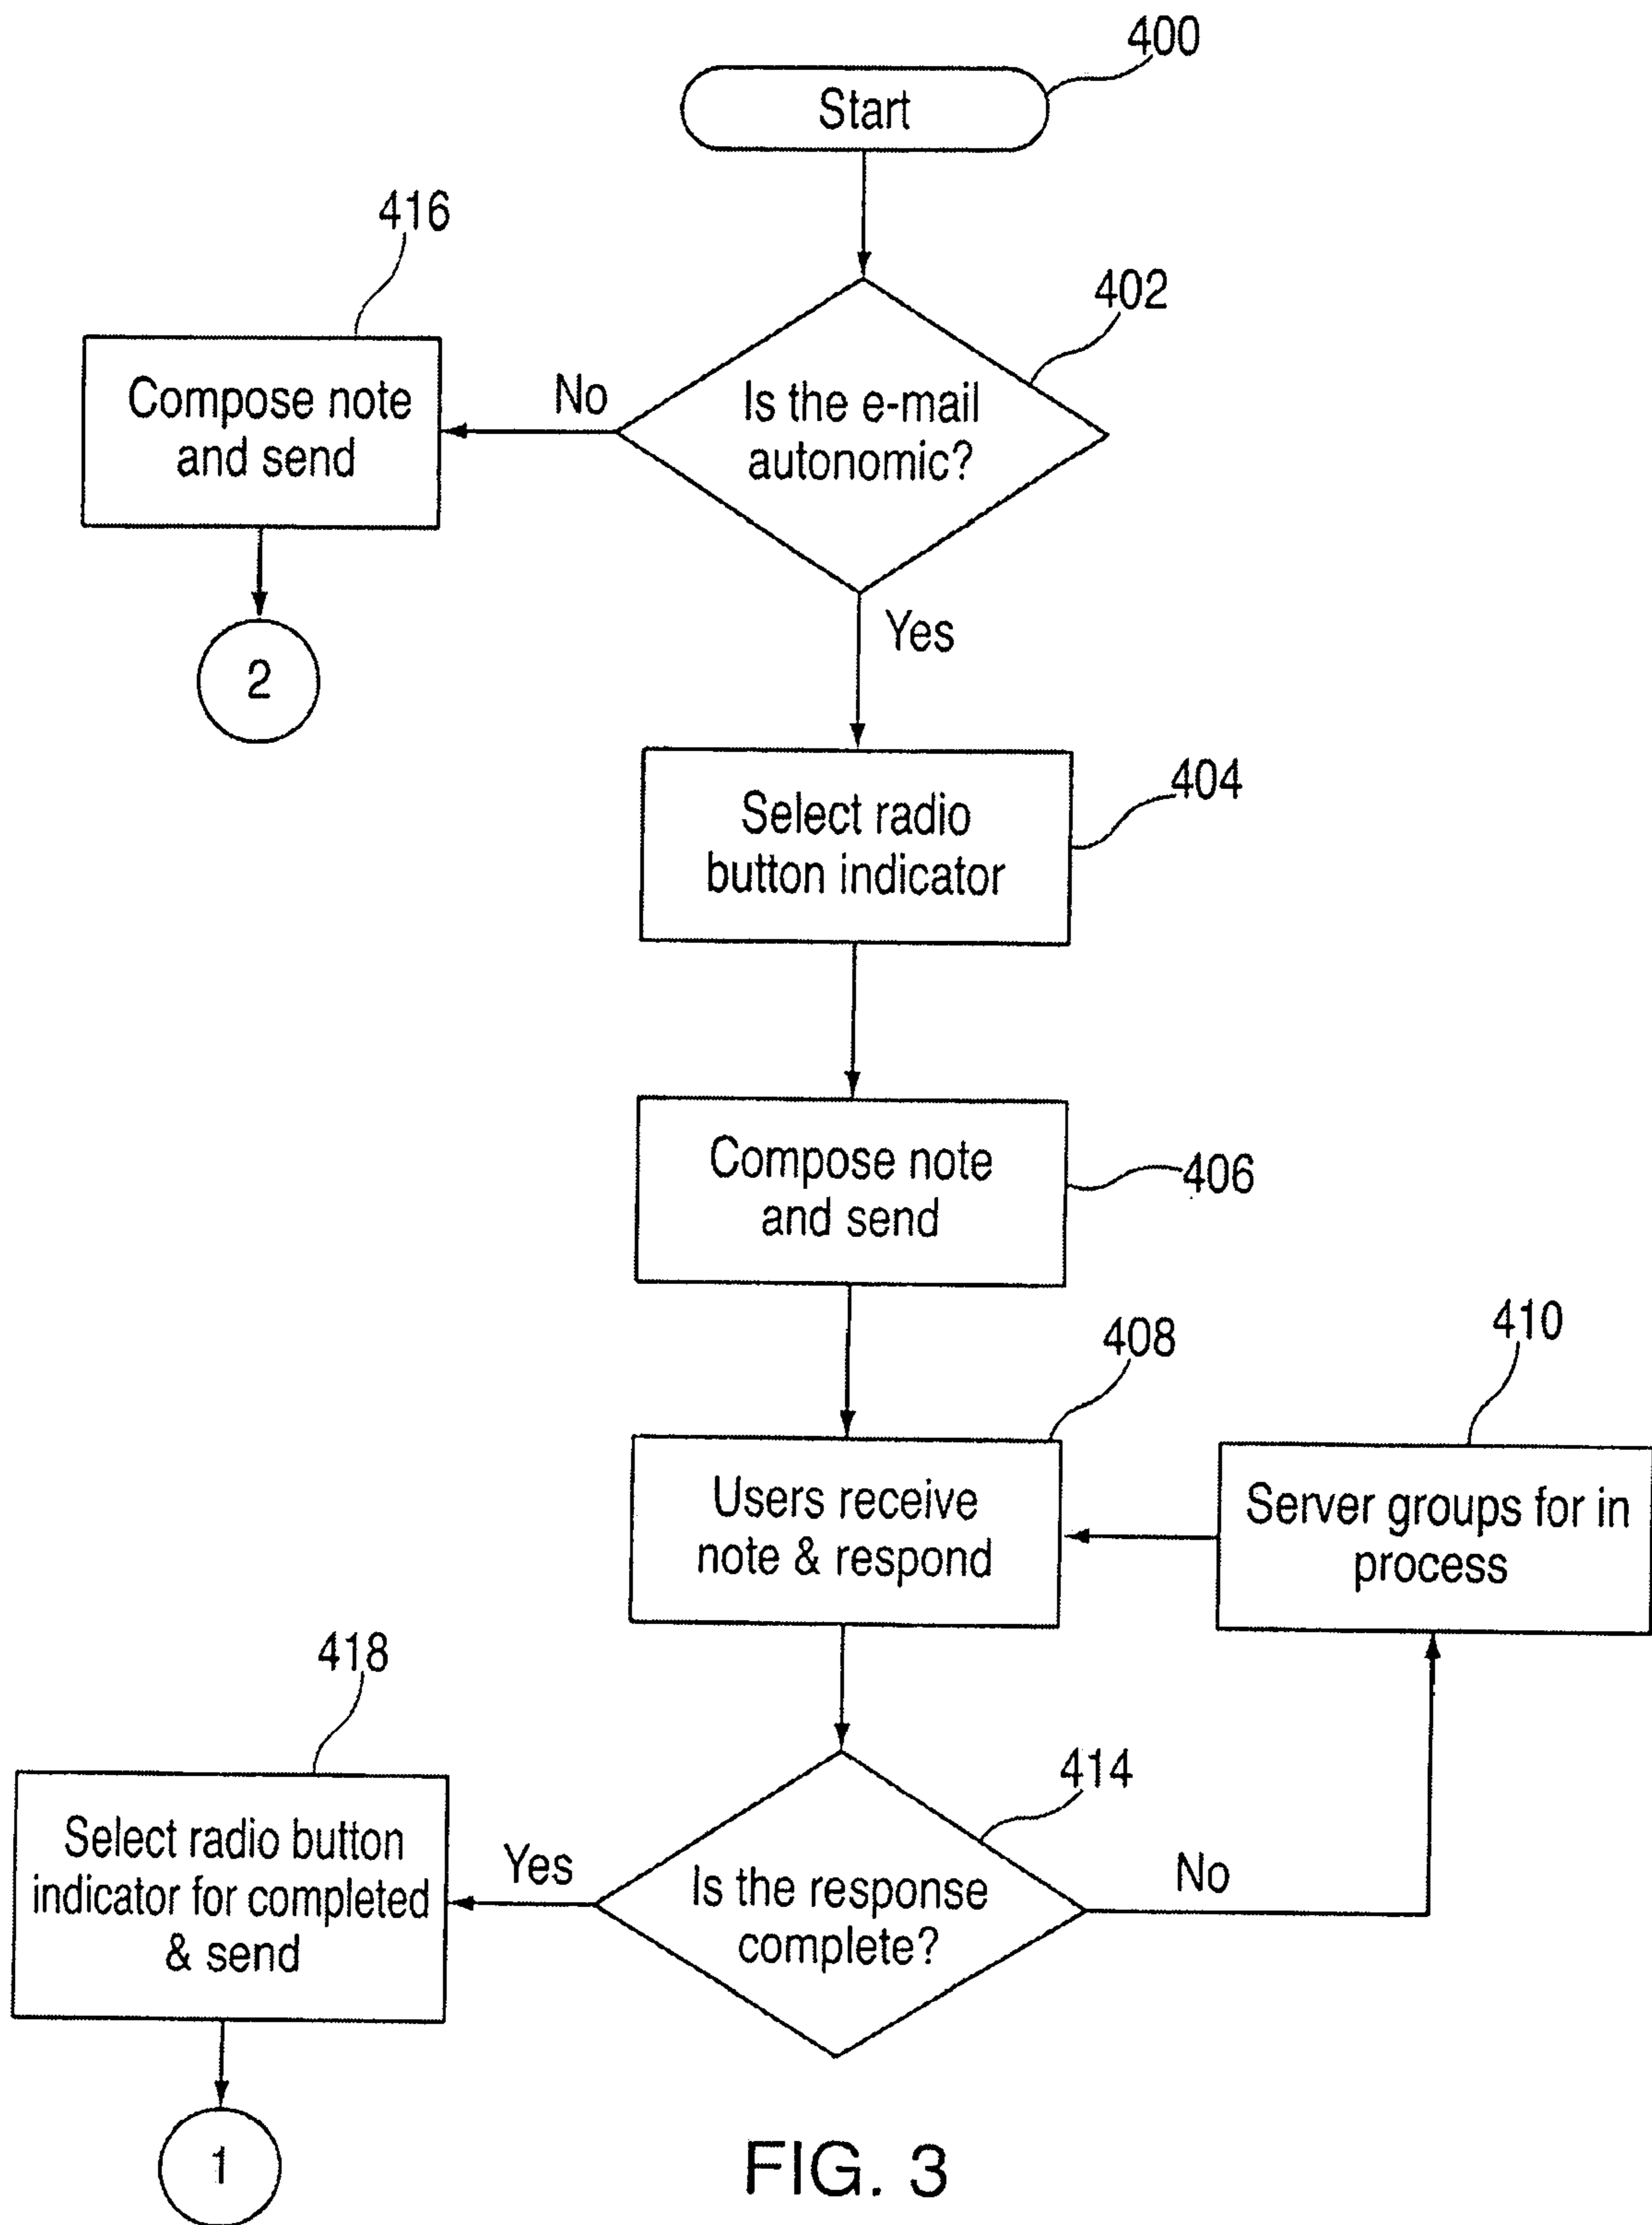 400
Start
416
402
Compose note
and send
No
Is the e-mail
autonomic?
Yes
2
404
Select radio
button indicator
Compose note
and send
406
408
410
Users receive
note & respond
Server groups for in
process
418
414
Select radio button
indicator for completed
& send
Yes
Is the response
complete?
No
1
FIG. 3